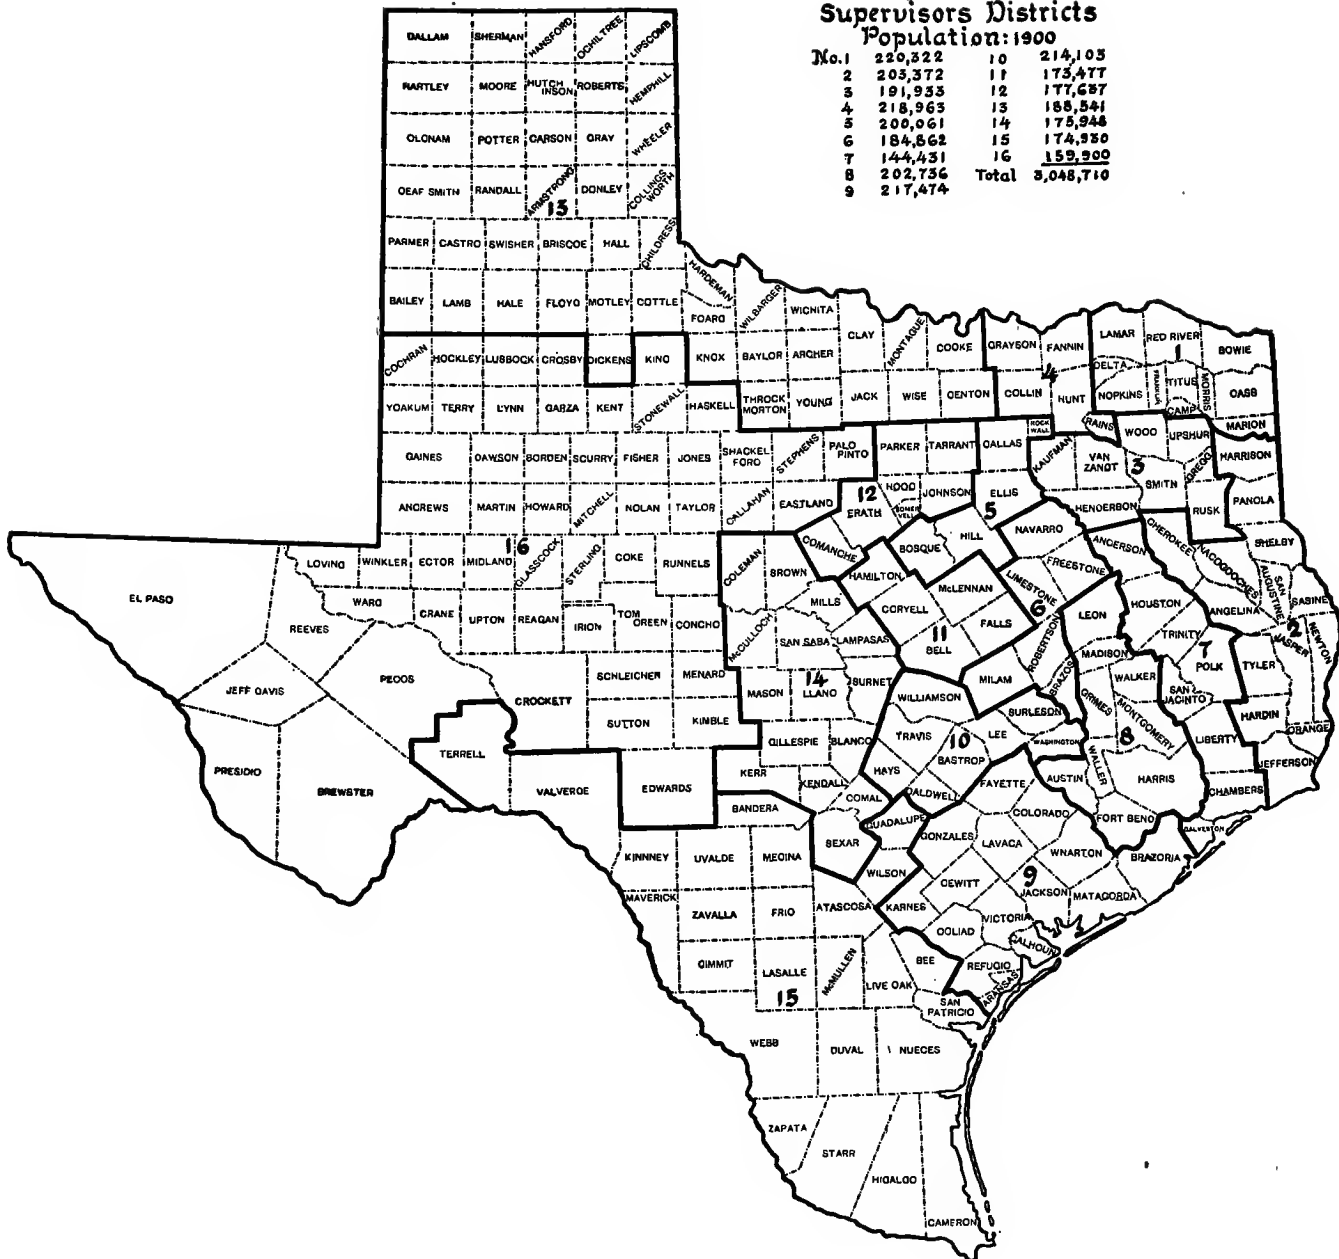 Supervisors Districts
Population: 1900
No. 1 220,322 10 214,103
2 203,372 11 173,477
3 191,933 12 177,637
4 218,963 13 188,541
5 200,061 14 175,948
6 184,862 15 174,930
7 144,431 16 159,900
8 202,736 Total 3,048,710
9 217,474
DALLAM SHERMAN HANSFORD OCHILTREE LIPSCOMB
HARTLEY MOORE HUTCHINSON ROBERTS HEMPHILL
OLDHAM POTTER CARSON GRAY WHEELER
DEAF SMITH RANDALL ARMSTRONG DONLEY COLLINGSWORTH
13
PARMER CASTRO SWISHER BRISCOE HALL CHILDRESS
BAILEY LAMB HALE FLOYD MOTLEY COTTLE HARDEMAN FOARD WILBARGER WICHITA
COCHRAN HOCKLEY LUBBOCK CROSBY DICKENS KING KNOX BAYLOR ARCHER CLAY MONTAGUE COOKE GRAYSON FANNIN LAMAR RED RIVER BOWIE
1
4
YOAKUM TERRY LYNN GARZA KENT STONEWALL HASKELL THROCK MORTON YOUNG JACK WISE DENTON COLLIN HUNT DELTA HOPKINS FRANKLIN TITUS MORRIS CAMP CASS MARION
GAINES DAWSON BORDEN SCURRY FISHER JONES SHACKEL FORD STEPHENS PALO PINTO PARKER TARRANT DALLAS ROCK WALL KAUFMAN RAINS VAN ZANDT WOOD UPSHUR GREGG HARRISON
3
ANDREWS MARTIN HOWARD MITCHELL NOLAN TAYLOR CALLAHAN EASTLAND ERATH HOOD SOMERVELL JOHNSON ELLIS HENDERSON SMITH RUSK PANOLA
12
5
EL PASO LOVING WINKLER ECTOR MIDLAND GLASSCOCK STERLING COKE RUNNELS COLEMAN BROWN COMANCHE BOSQUE HILL NAVARRO ANDERSON CHEROKEE NACOGDOCHES SHELBY
16
REEVES WARD CRANE UPTON REAGAN IRION TOM GREEN CONCHO McCULLOCH MILLS HAMILTON CORYELL McLENNAN LIMESTONE FREESTONE HOUSTON ANGELINA SAN AUGUSTINE SABINE
6
2
JEFF DAVIS PECOS CROCKETT SCHLEICHER MENARD SAN SABA LAMPASAS BELL FALLS ROBERTSON LEON TRINITY POLK TYLER JASPER NEWTON
11
7
PRESIDIO BREWSTER TERRELL SUTTON KIMBLE MASON LLANO BURNET WILLIAMSON MILAM BRAZOS MADISON WALKER SAN JACINTO HARDIN ORANGE
14
VALVERDE EDWARDS GILLESPIE BLANCO TRAVIS BASTROP LEE BURLESON WASHINGTON GRIMES MONTGOMERY LIBERTY JEFFERSON
10
8
KERR KENDALL HAYS CALDWELL FAYETTE AUSTIN WALLER HARRIS CHAMBERS
BANDERA COMAL GUADALUPE GONZALES COLORADO FORT BEND GALVESTON
KINNNEY UVALDE MEDINA BEXAR WILSON LAVACA WHARTON BRAZORIA
MAVERICK ZAVALLA FRIO ATASCOSA KARNES DEWITT JACKSON MATAGORDA
9
DIMMIT LASALLE McMULLEN LIVE OAK BEE GOLIAD VICTORIA CALHOUN REFUGIO ARANSAS
15
SAN PATRICIO
WEBB DUVAL NUECES
ZAPATA STARR HIDALGO CAMERON